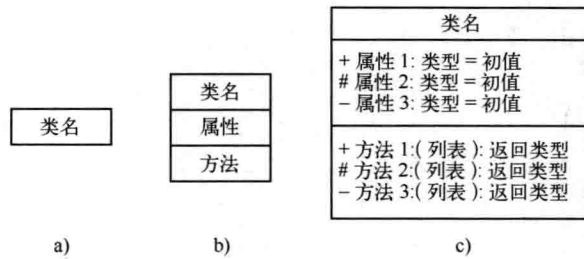 类名
类名
属性
方法
类名
+ 属性 1: 类型 = 初值
# 属性 2: 类型 = 初值
− 属性 3: 类型 = 初值
+ 方法 1:( 列表 ): 返回类型
# 方法 2:( 列表 ): 返回类型
− 方法 3:( 列表 ): 返回类型
a)
b)
c)